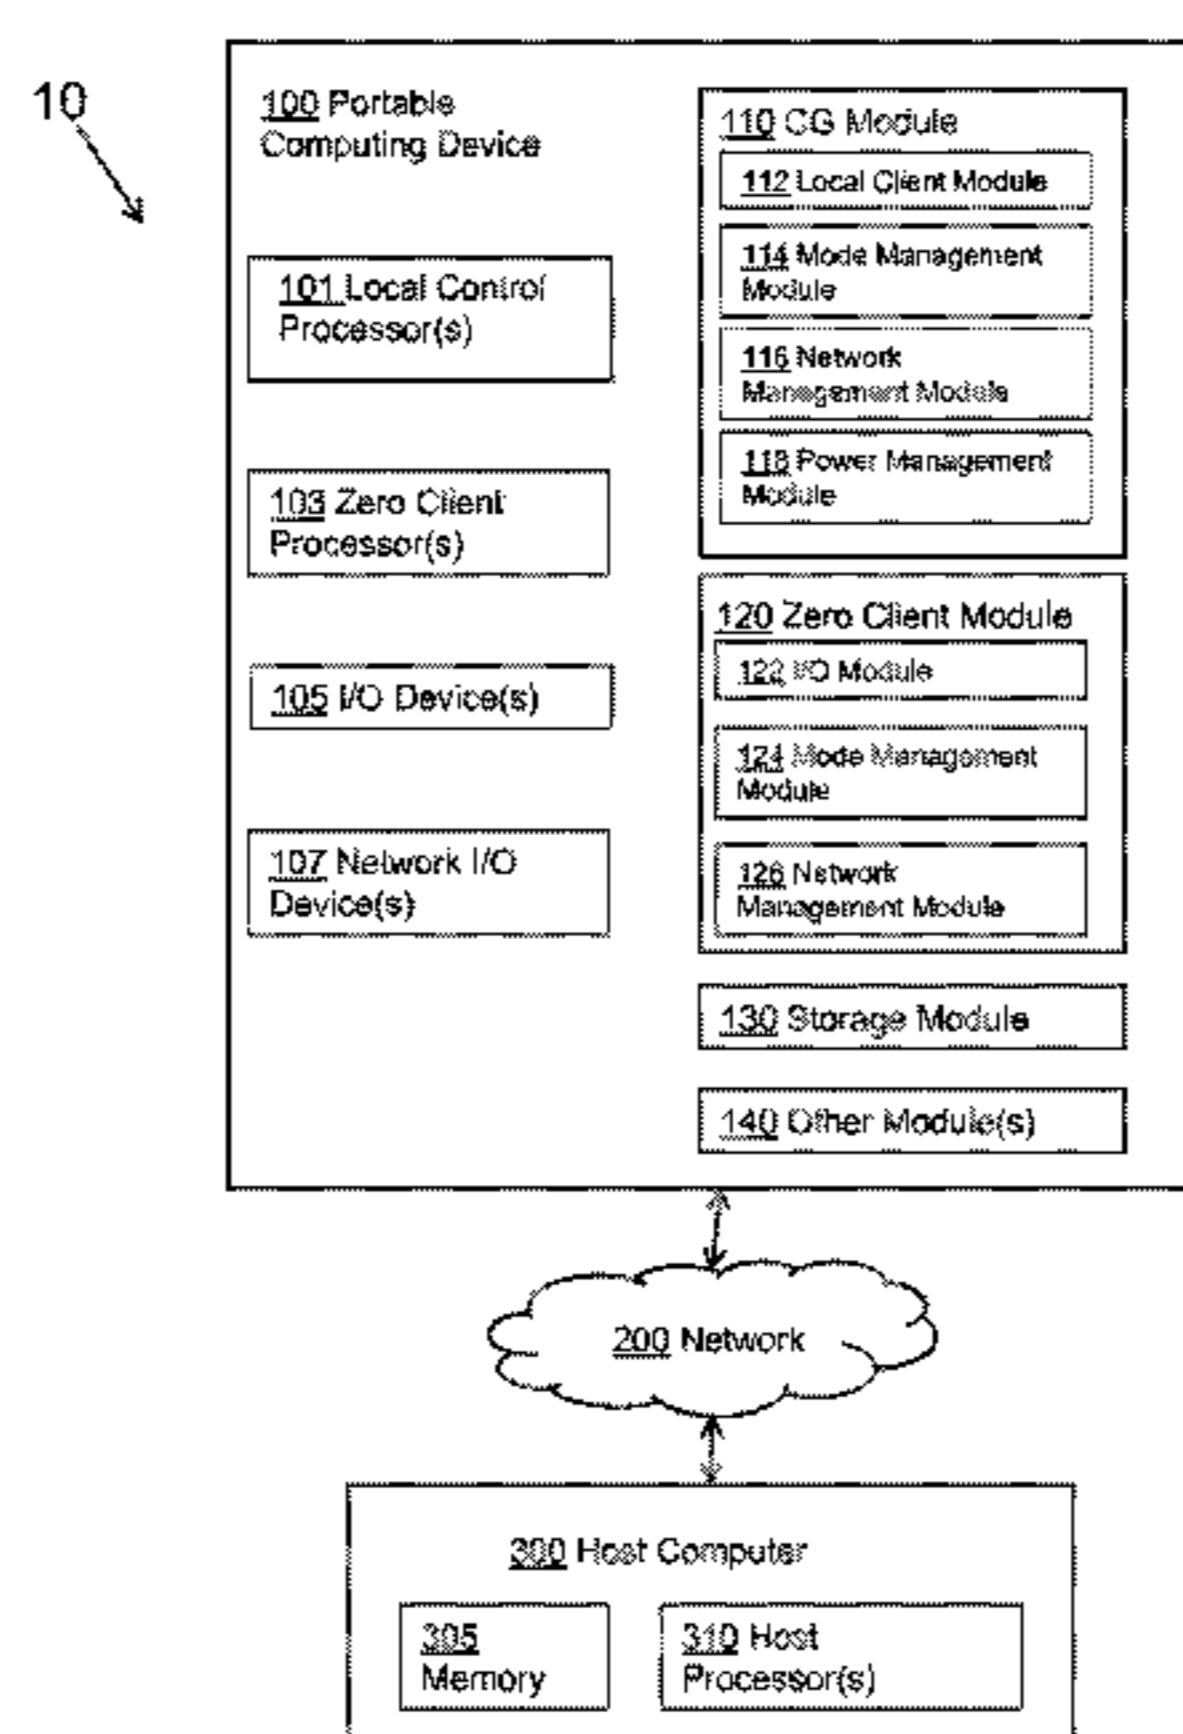 10
100 Portable
Computing Device
101 Local Control
Processor(s)
103 Zero Client
Processor(s)
105 I/O Device(s)
107 Network I/O
Device(s)
110 CG Module
112 Local Client Module
114 Mode Management
Module
116 Network
Management Module
118 Power Management
Module
120 Zero Client Module
122 I/O Module
124 Mode Management
Module
126 Network
Management Module
130 Storage Module
140 Other Module(s)
200 Network
300 Host Computer
305
Memory
310 Host
Processor(s)